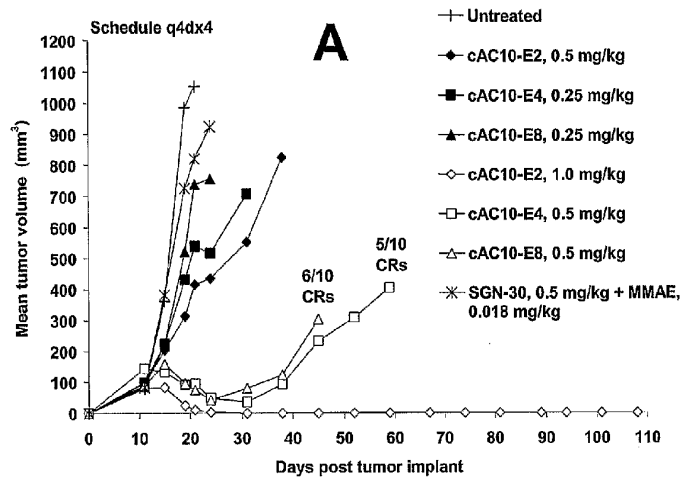 Schedule q4dx4
A
1200
1100
1000
900
800
700
600
500
400
300
200
100
0
Mean tumor volume (mm³)
0 10 20 30 40 50 60 70 80 90 100 110
Days post tumor implant
6/10
CRs
5/10
CRs
Untreated
cAC10-E2, 0.5 mg/kg
cAC10-E4, 0.25 mg/kg
cAC10-E8, 0.25 mg/kg
cAC10-E2, 1.0 mg/kg
cAC10-E4, 0.5 mg/kg
cAC10-E8, 0.5 mg/kg
SGN-30, 0.5 mg/kg + MMAE,
0.018 mg/kg